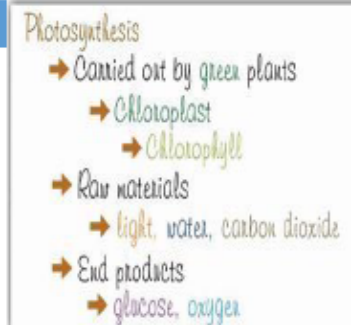 Photosynthesis
➡ Carried out by green plants
➡ Chloroplast
➡ Chlorophyll
➡ Raw materials
➡ light, water, carbon dioxide
➡ End products
➡ glucose, oxygen